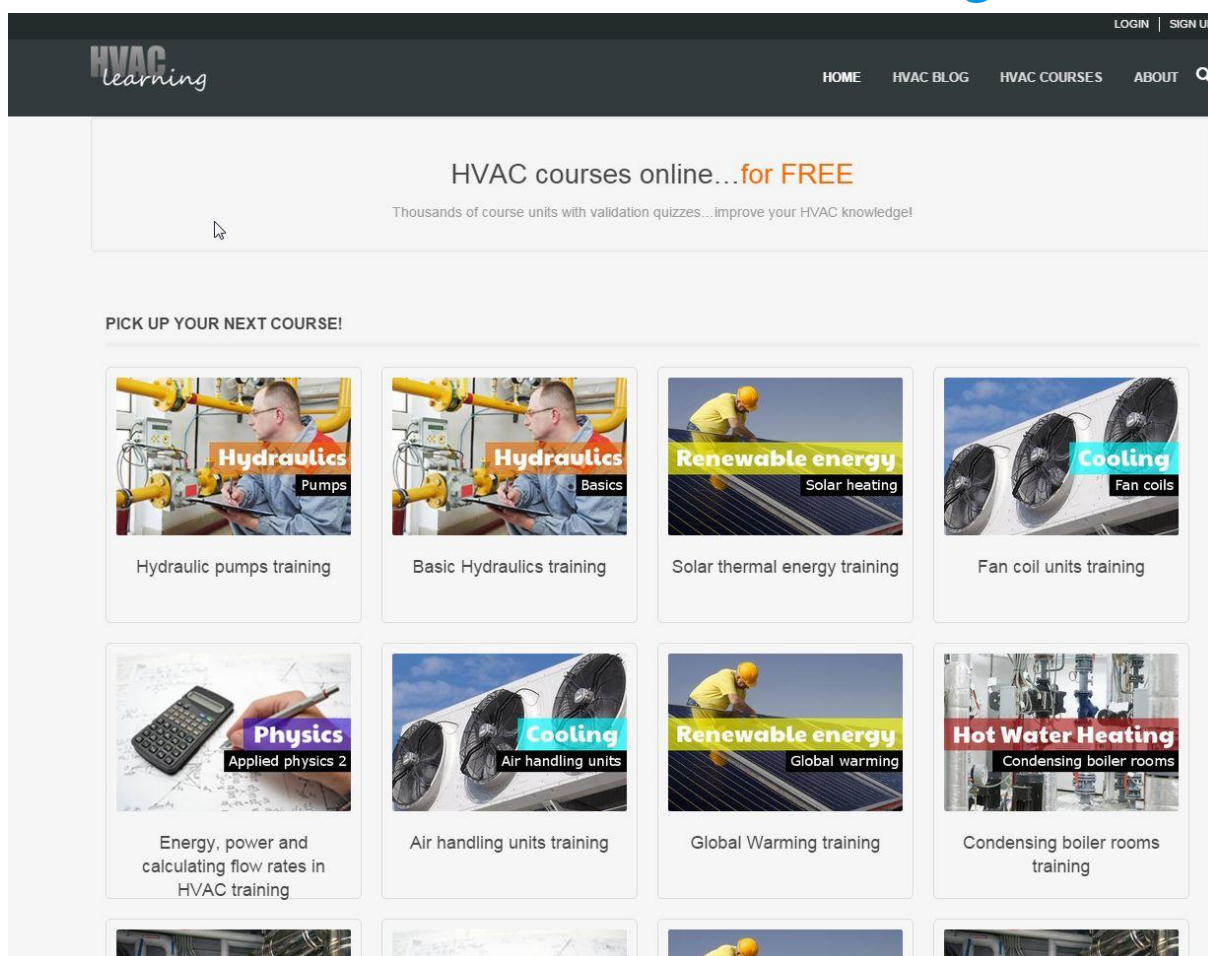 LOGIN | SIGN U
HVAC
learning
HOME HVAC BLOG HVAC COURSES ABOUT
HVAC courses online…for FREE
Thousands of course units with validation quizzes…improve your HVAC knowledge!
PICK UP YOUR NEXT COURSE!
Hydraulics
Pumps
Hydraulic pumps training
Hydraulics
Basics
Basic Hydraulics training
Renewable energy
Solar heating
Solar thermal energy training
Cooling
Fan coils
Fan coil units training
Physics
Applied physics 2
Energy, power and
calculating flow rates in
HVAC training
Cooling
Air handling units
Air handling units training
Renewable energy
Global warming
Global Warming training
Hot Water Heating
Condensing boiler rooms
Condensing boiler rooms
training